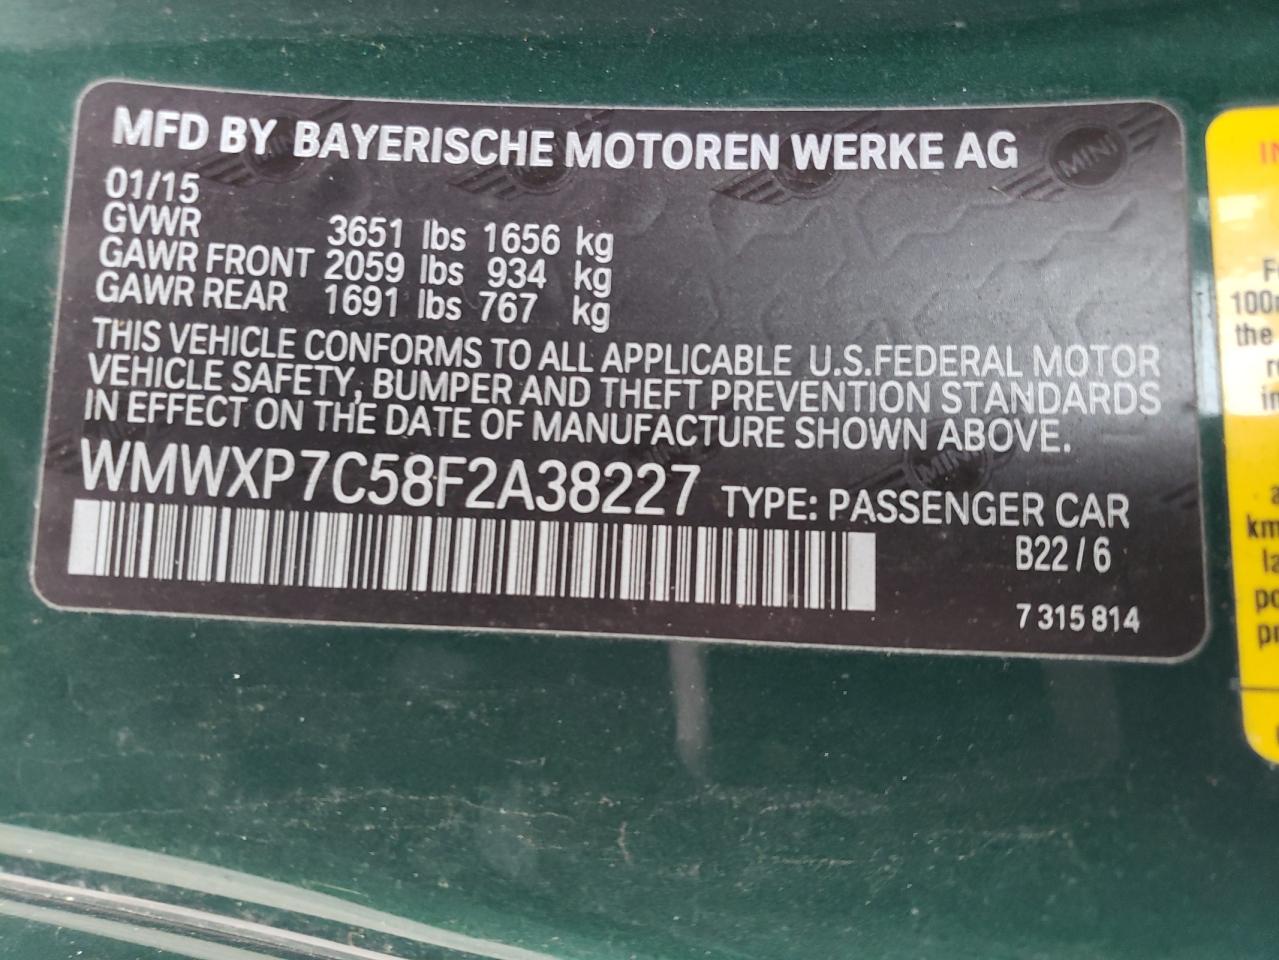 MFD BY BAYERISCHE MOTOREN WERKE AG
MINI
01/15
GVWR 3651 lbs 1656 kg
GAWR FRONT 2059 lbs 934 kg
GAWR REAR 1691 lbs 767 kg
THIS VEHICLE CONFORMS TO ALL APPLICABLE U.S.FEDERAL MOTOR
VEHICLE SAFETY, BUMPER AND THEFT PREVENTION STANDARDS
IN EFFECT ON THE DATE OF MANUFACTURE SHOWN ABOVE.
WMWXP7C58F2A38227 TYPE: PASSENGER CAR
B22/6
7 315 814
the